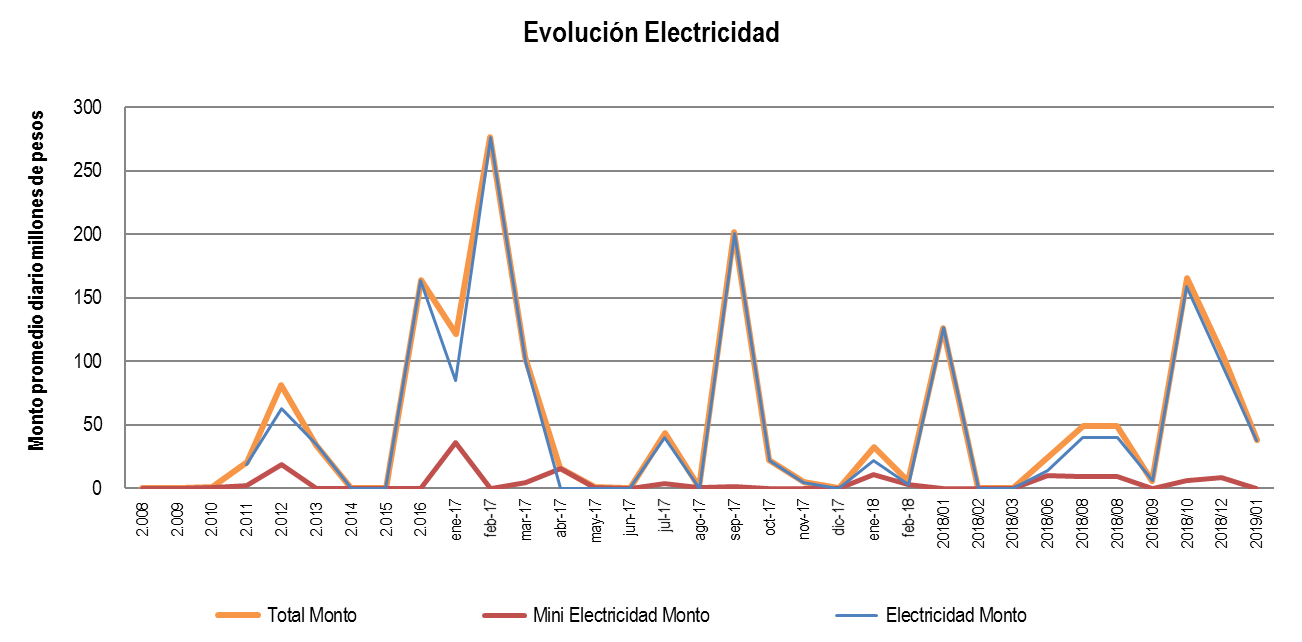 Evolución Electricidad
Monto promedio diario millones de pesos
300
250
200
150
100
50
0
2.008
2.009
2.010
2.011
2.012
2.013
2.014
2.015
2.016
ene-17
feb-17
mar-17
abr-17
may-17
jun-17
jul-17
ago-17
sep-17
oct-17
nov-17
dic-17
ene-18
feb-18
2018/01
2018/02
2018/03
2018/06
2018/08
2018/08
2018/09
2018/10
2018/12
2019/01
Total Monto
Mini Electricidad Monto
Electricidad Monto